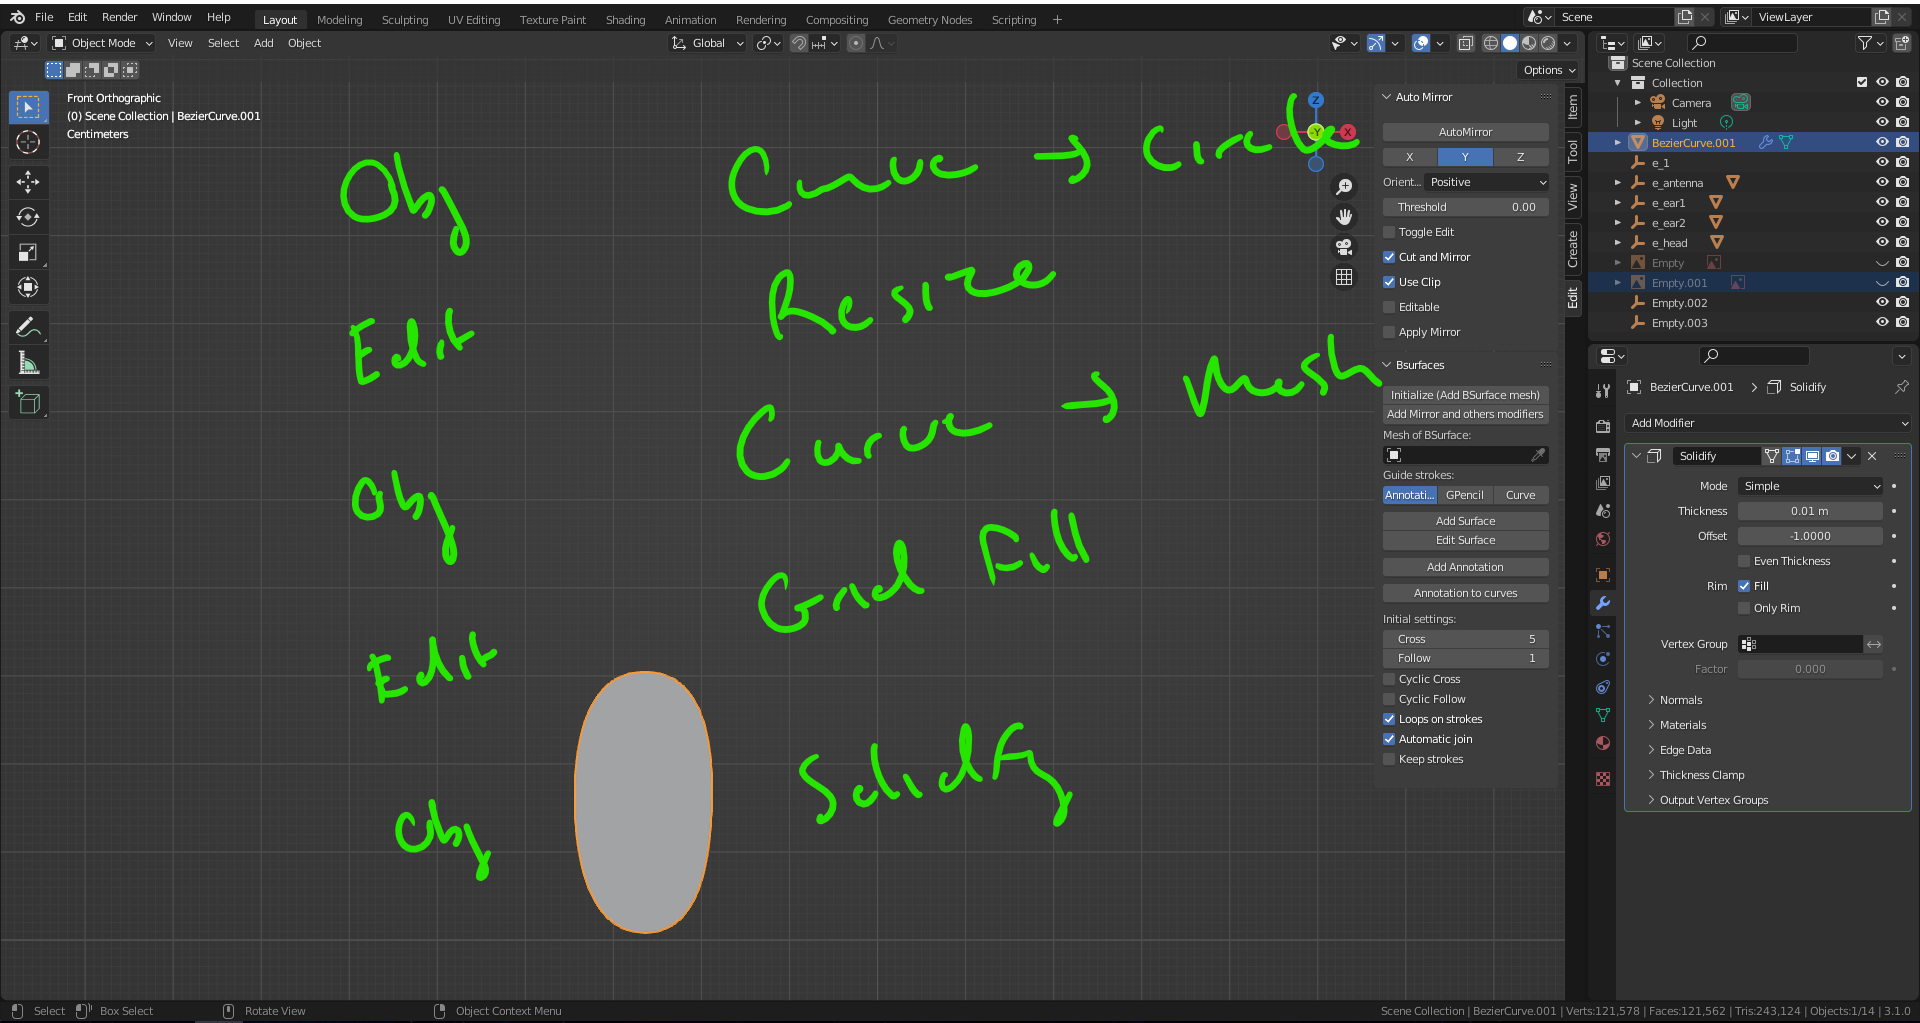 File Edit Render Window Help Layout Modeling Sculpting UV Editing Texture Paint Shading Animation Rendering Compositing Geometry Nodes Scripting + Scene ViewLayer
Object Mode View Select Add Object Global
Options
Front Orthographic
(0) Scene Collection | BezierCurve.001
Centimeters
Obj Curve → Circle
Edit Resize
Obj Curve → Mesh
Edit Grid Fill
Obj Solidify
Z
Y
X
Auto Mirror
AutoMirror
X Y Z
Orient... Positive
Threshold 0.00
Toggle Edit
Cut and Mirror
Use Clip
Editable
Apply Mirror
Bsurfaces
Initialize (Add BSurface mesh)
Add Mirror and others modifiers
Mesh of BSurface:
Guide strokes:
Annotati... GPencil Curve
Add Surface
Edit Surface
Add Annotation
Annotation to curves
Initial settings:
Cross 5
Follow 1
Cyclic Cross
Cyclic Follow
Loops on strokes
Automatic join
Keep strokes
Item
Tool
View
Create
Edit
Scene Collection
Collection
Camera
Light
BezierCurve.001
e_1
e_antenna
e_ear1
e_ear2
e_head
Empty
Empty.001
Empty.002
Empty.003
BezierCurve.001 > Solidify
Add Modifier
Solidify
Mode Simple
Thickness 0.01 m
Offset -1.0000
Even Thickness
Rim Fill
Only Rim
Vertex Group
Factor 0.000
Normals
Materials
Edge Data
Thickness Clamp
Output Vertex Groups
Select Box Select Rotate View Object Context Menu Scene Collection | BezierCurve.001 | Verts:121,578 | Faces:121,562 | Tris:243,124 | Objects:1/14 | 3.1.0